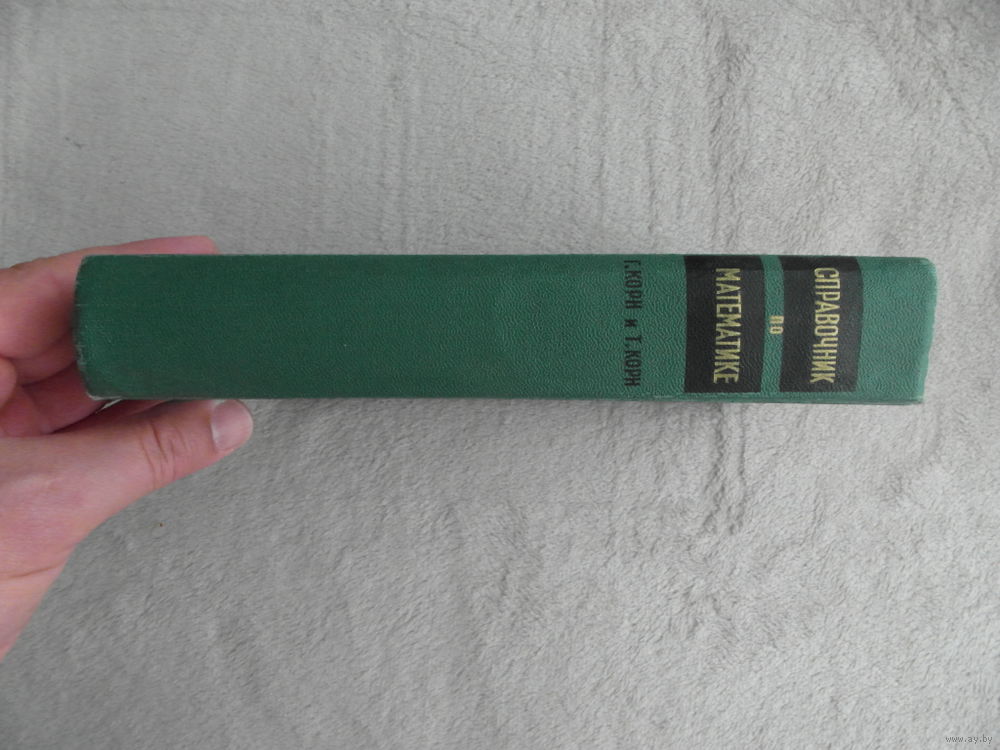 СПРАВОЧНИК
ПО
МАТЕМАТИКЕ
Г. КОРН и Т. КОРН
www.ay.by